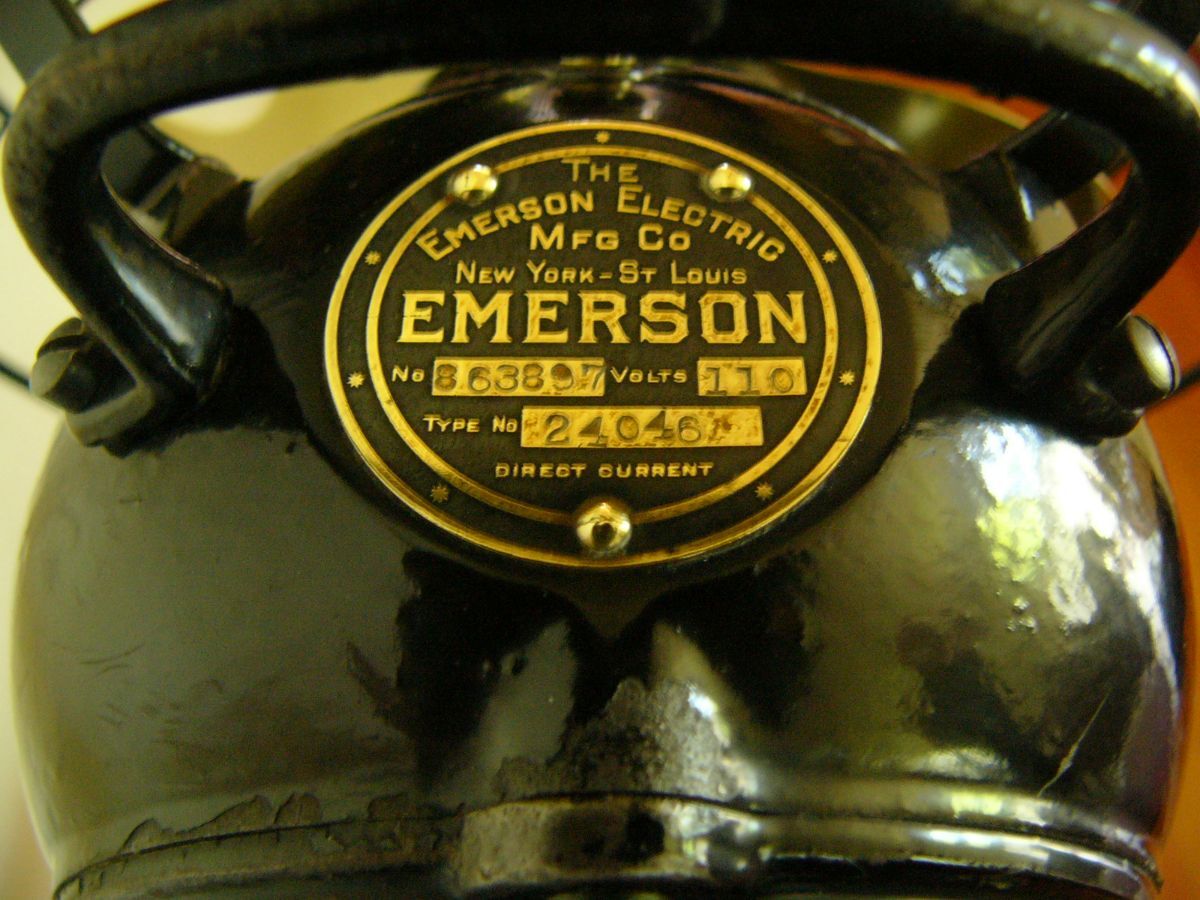 THE
EMERSON ELECTRIC
MFG CO
NEW YORK - ST LOUIS
EMERSON
No 863897 VOLTS 110
TYPE No 24046
DIRECT CURRENT